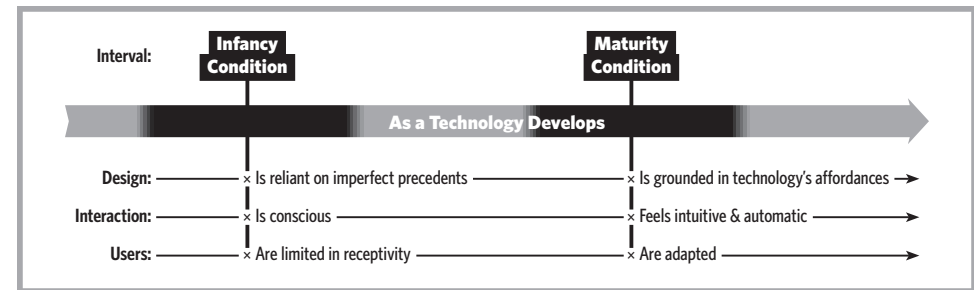 Interval:
Infancy
Condition
Maturity
Condition
As a Technology Develops
Design: × Is reliant on imperfect precedents × Is grounded in technology's affordances
Interaction: × Is conscious × Feels intuitive & automatic
Users: × Are limited in receptivity × Are adapted